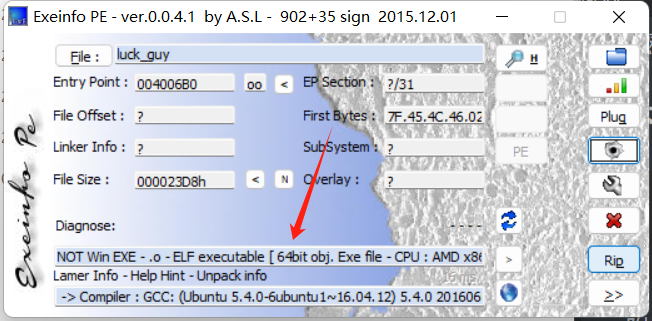 Exeinfo PE - ver.0.0.4.1 by A.S.L - 902+35 sign 2015.12.01
File : luck_guy H
Entry Point : 004006B0 oo < EP Section : ?/31
File Offset : ? First Bytes : 7F.45.4C.46.02 Plug
Linker Info : ? SubSystem : ? PE
File Size : 000023D8h < N Overlay : ?
Diagnose: - - - -
NOT Win EXE - .o - ELF executable [ 64bit obj. Exe file - CPU : AMD x86 > Rip
Lamer Info - Help Hint - Unpack info
-> Compiler : GCC: (Ubuntu 5.4.0-6ubuntu1~16.04.12) 5.4.0 201606 >>
Exeinfo Pe